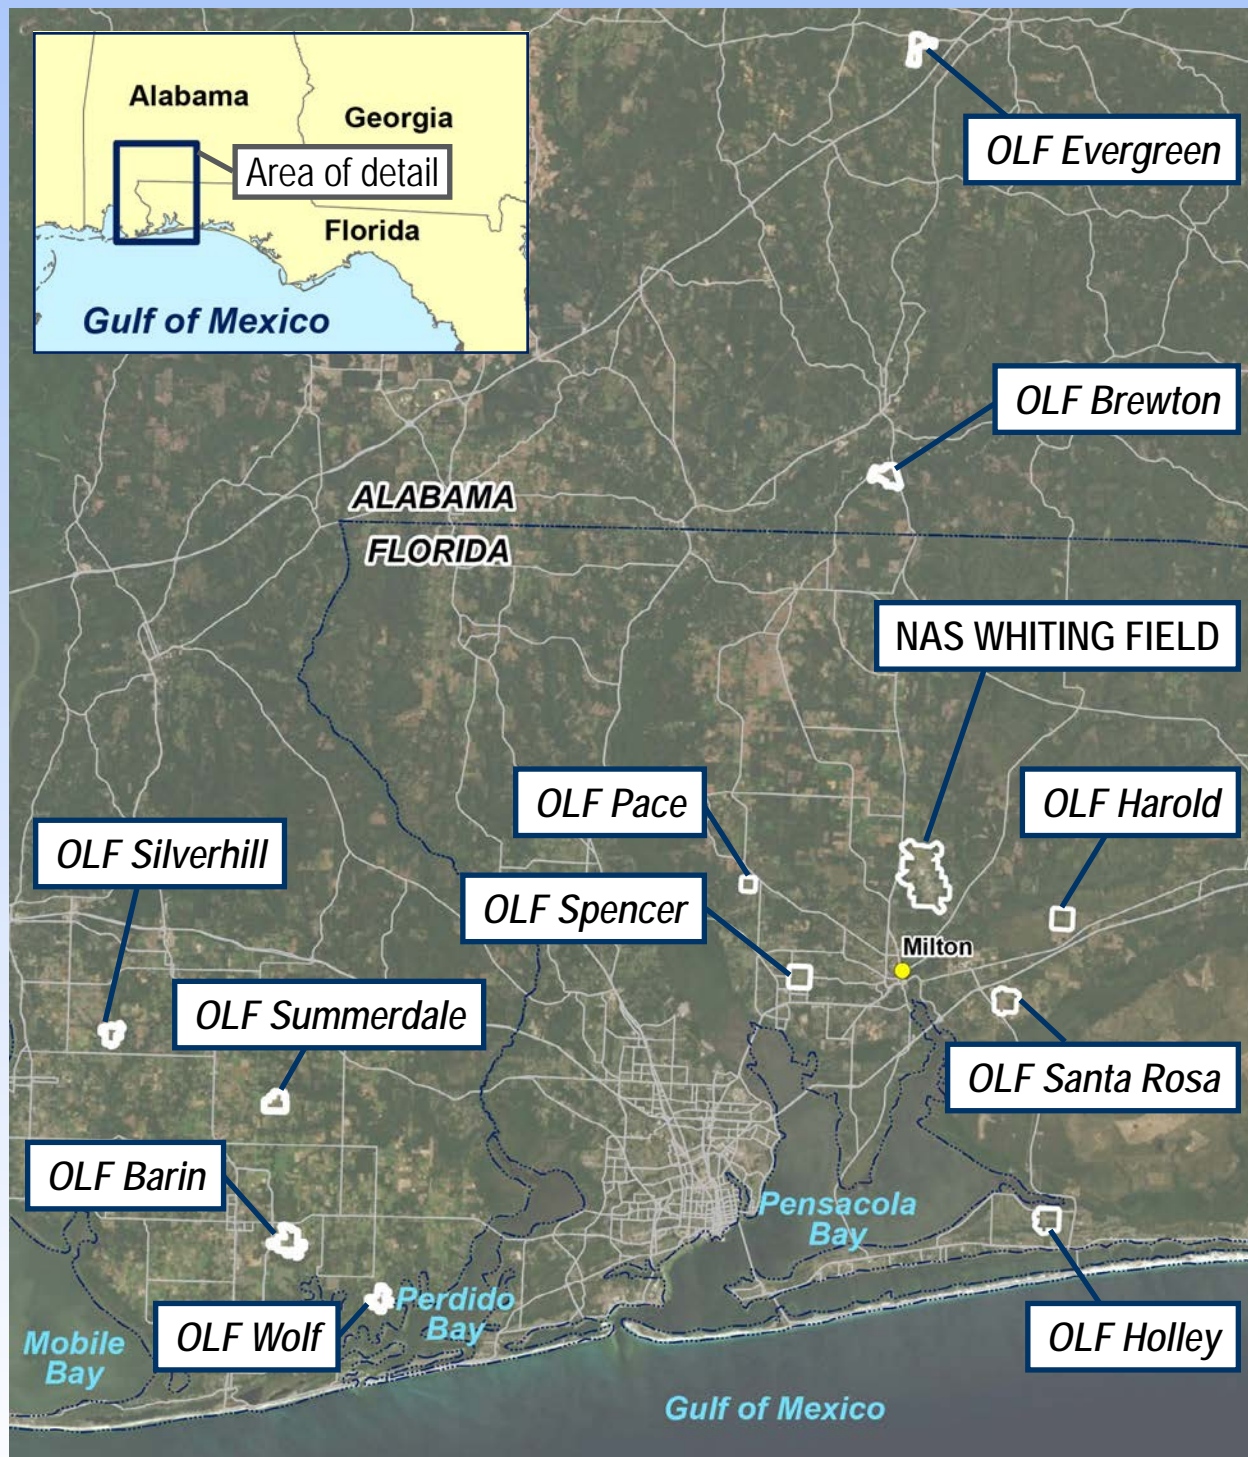 Alabama
Georgia
Area of detail
Florida
Gulf of Mexico
OLF Evergreen
OLF Brewton
ALABAMA
FLORIDA
NAS WHITING FIELD
OLF Pace
OLF Harold
OLF Silverhill
OLF Spencer
Milton
OLF Summerdale
OLF Santa Rosa
OLF Barin
Pensacola
Bay
Perdido
Bay
OLF Wolf
Mobile
Bay
OLF Holley
Gulf of Mexico